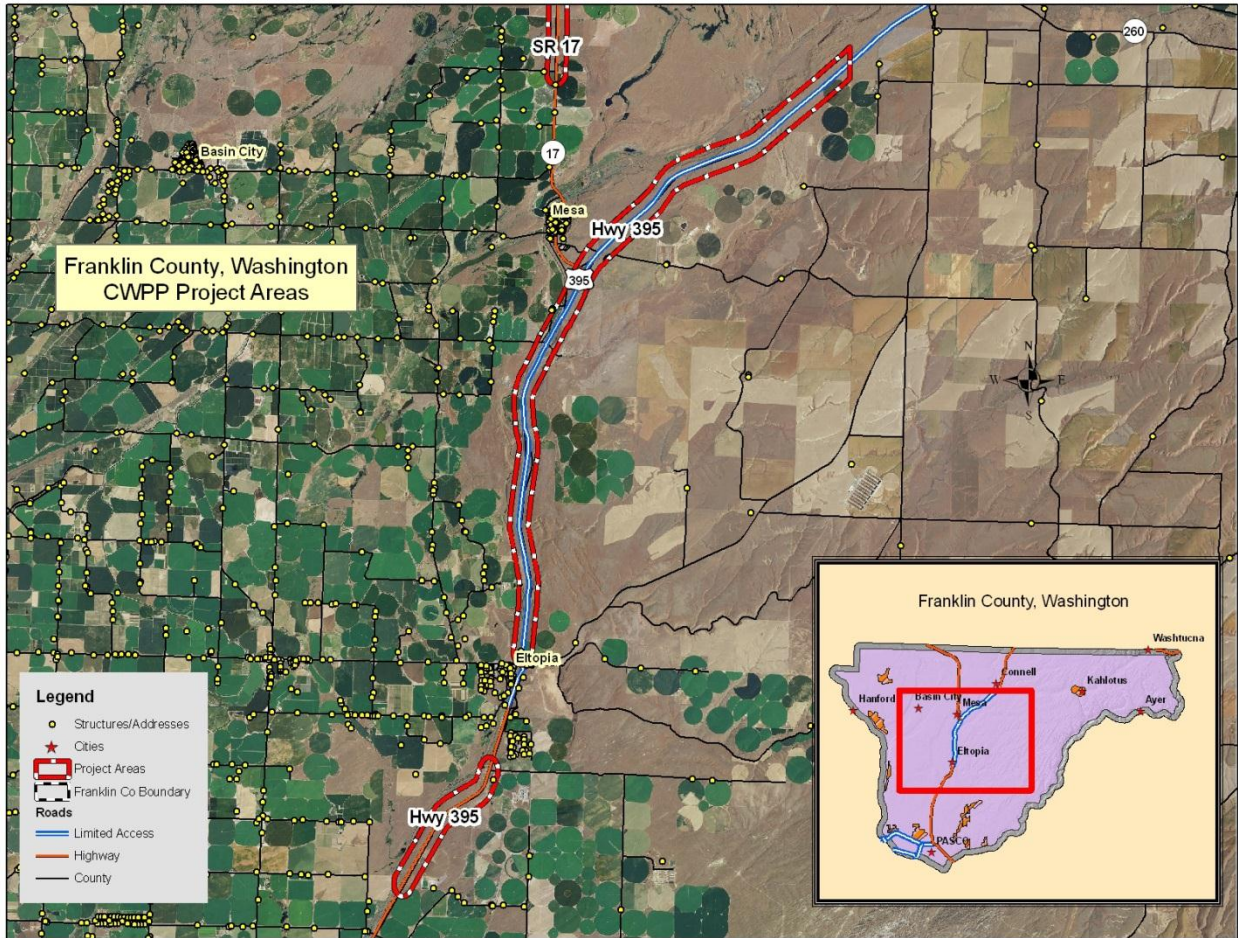 SR 17
260
Basin City
17
Mesa
Hwy 395
Franklin County, Washington
CWPP Project Areas
395
N
W
E
S
Eltopia
Hwy 395
Legend
Structures/Addresses
Cities
Project Areas
Franklin Co Boundary
Roads
Limited Access
Highway
County
Franklin County, Washington
Washtucna
Connell
Kahlotus
Hanford
Basin City
Mesa
Ayer
Eltopia
PASCO